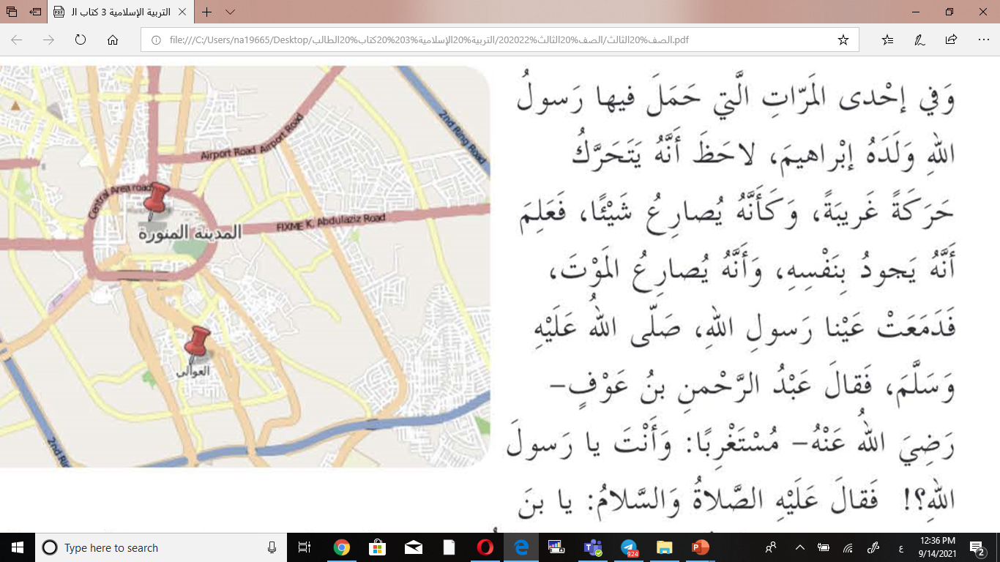 التربية الإسلامية 3 كتاب الـ
file:///C:/Users/na19665/Desktop/الصف%20الثالث/الصف%20الثالث%202022/التربية%20الإسلامية%203%20كتاب%20الطالب.pdf
وَفي إحْدى المَرّاتِ الَّتي حَمَلَ فيها رَسولُ
اللهِ وَلَدَهُ إبْراهيمَ، لاحَظَ أَنَّهُ يَتَحَرَّكُ
حَرَكَةً غَريبَةً، وَكَأَنَّهُ يُصارِعُ شَيْئًا، فَعَلِمَ
أَنَّهُ يَجودُ بِنَفْسِهِ، وَأَنَّهُ يُصارِعُ المَوْتَ،
فَدَمَعَتْ عَيْنا رَسولِ اللهِ، صَلّى اللهُ عَلَيْهِ
وَسَلَّمَ، فَقالَ عَبْدُ الرَّحْمنِ بنُ عَوْفٍ–
رَضِيَ اللهُ عَنْهُ– مُسْتَغْرِبًا: وَأَنْتَ يا رَسولَ
اللهِ؟! فَقالَ عَلَيْهِ الصَّلاةُ وَالسَّلامُ: يا بنَ
2nd Ring Road
Airport Road Airport Road
Central Area road
FIXME K. Abdulaziz Road
المدينة المنورة
العوالي
2nd Ri
Type here to search
924
ع
12:36 PM
9/14/2021
2